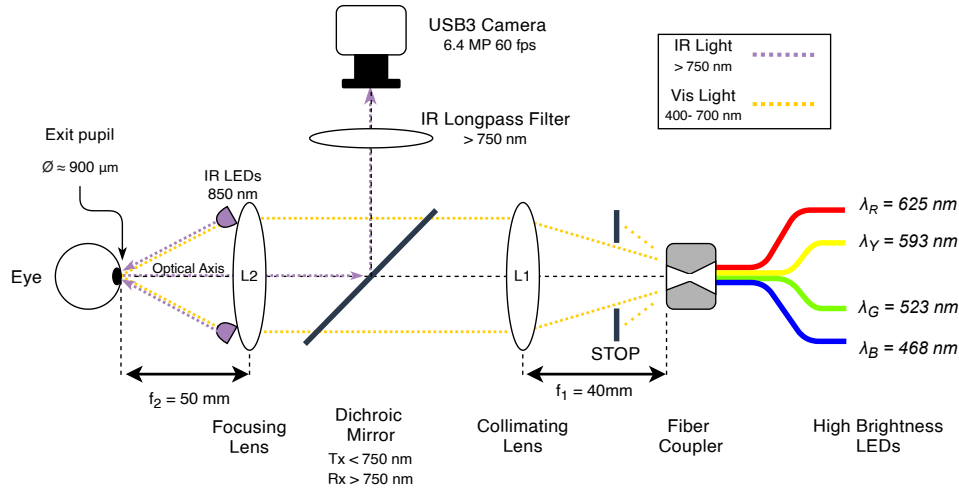 USB3 Camera
6.4 MP 60 fps
IR Light
> 750 nm
Vis Light
400- 700 nm
IR Longpass Filter
> 750 nm
Exit pupil
Ø ≈ 900 µm
IR LEDs
850 nm
λR = 625 nm
λY = 593 nm
Eye
Optical Axis
L2
L1
λG = 523 nm
λB = 468 nm
STOP
f2 = 50 mm
f1 = 40mm
Focusing
Lens
Dichroic
Mirror
Tx < 750 nm
Rx > 750 nm
Collimating
Lens
Fiber
Coupler
High Brightness
LEDs